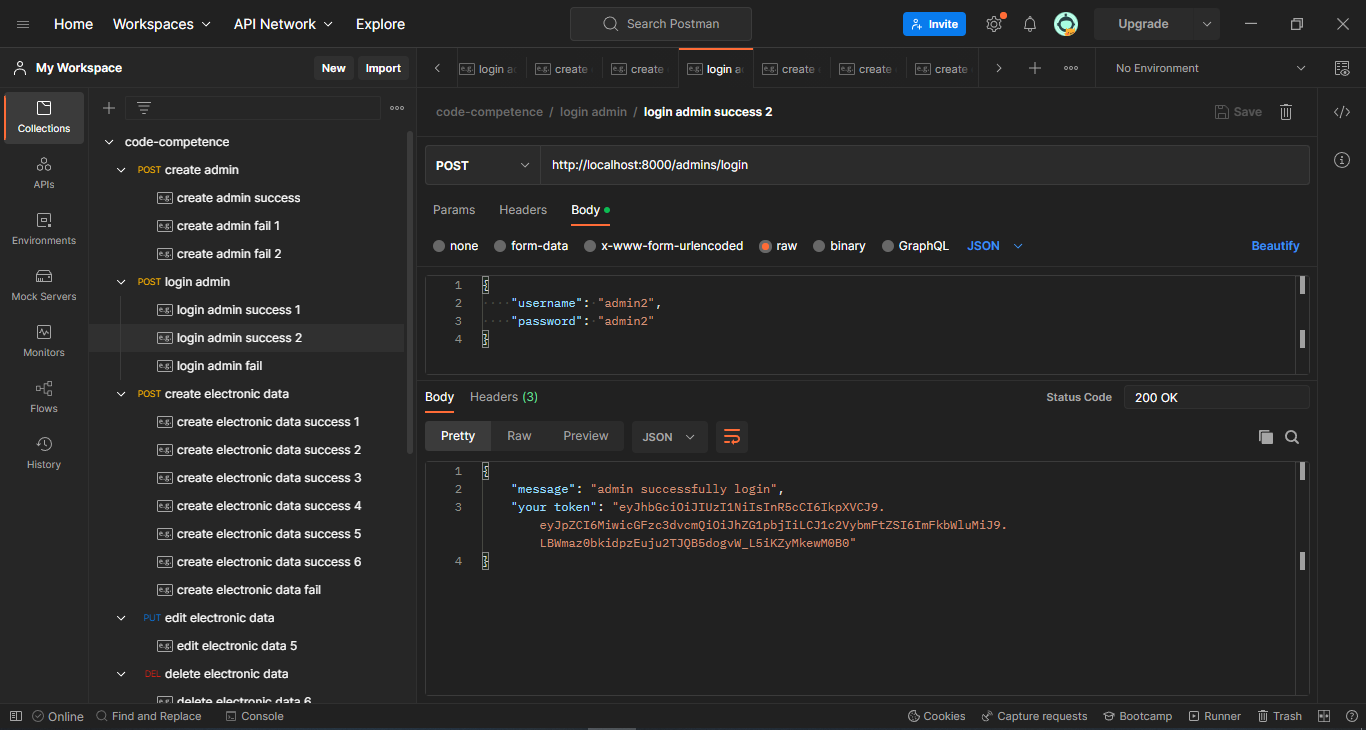 Home Workspaces API Network Explore Search Postman Invite Upgrade
My Workspace New Import
login a create create login a create create create No Environment
Collections
APIs
Environments
Mock Servers
Monitors
Flows
History
code-competence
POST create admin
e.g. create admin success
e.g. create admin fail 1
e.g. create admin fail 2
POST login admin
e.g. login admin success 1
e.g. login admin success 2
e.g. login admin fail
POST create electronic data
e.g. create electronic data success 1
e.g. create electronic data success 2
e.g. create electronic data success 3
e.g. create electronic data success 4
e.g. create electronic data success 5
e.g. create electronic data success 6
e.g. create electronic data fail
PUT edit electronic data
e.g. edit electronic data 5
DEL delete electronic data
e.g. delete electronic data 6
code-competence / login admin / login admin success 2 Save
POST http://localhost:8000/admins/login
Params Headers Body
none form-data x-www-form-urlencoded raw binary GraphQL JSON Beautify
1 {
2 "username": "admin2",
3 "password": "admin2"
4 }
Body Headers (3) Status Code 200 OK
Pretty Raw Preview JSON
1 {
2 "message": "admin successfully login",
3 "your token": "eyJhbGciOiJIUzI1NiIsInR5cCI6IkpXVCJ9.
eyJpZCI6MiwicGFzc3dvcmQiOiJhZG1pbjIiLCJ1c2VybmFtZSI6ImFkbWluMiJ9.
LBWmaz0bkidpzEuju2TJQB5dogvW_L5iKZyMkewM0B0"
4 }
Online Find and Replace Console Cookies Capture requests Bootcamp Runner Trash